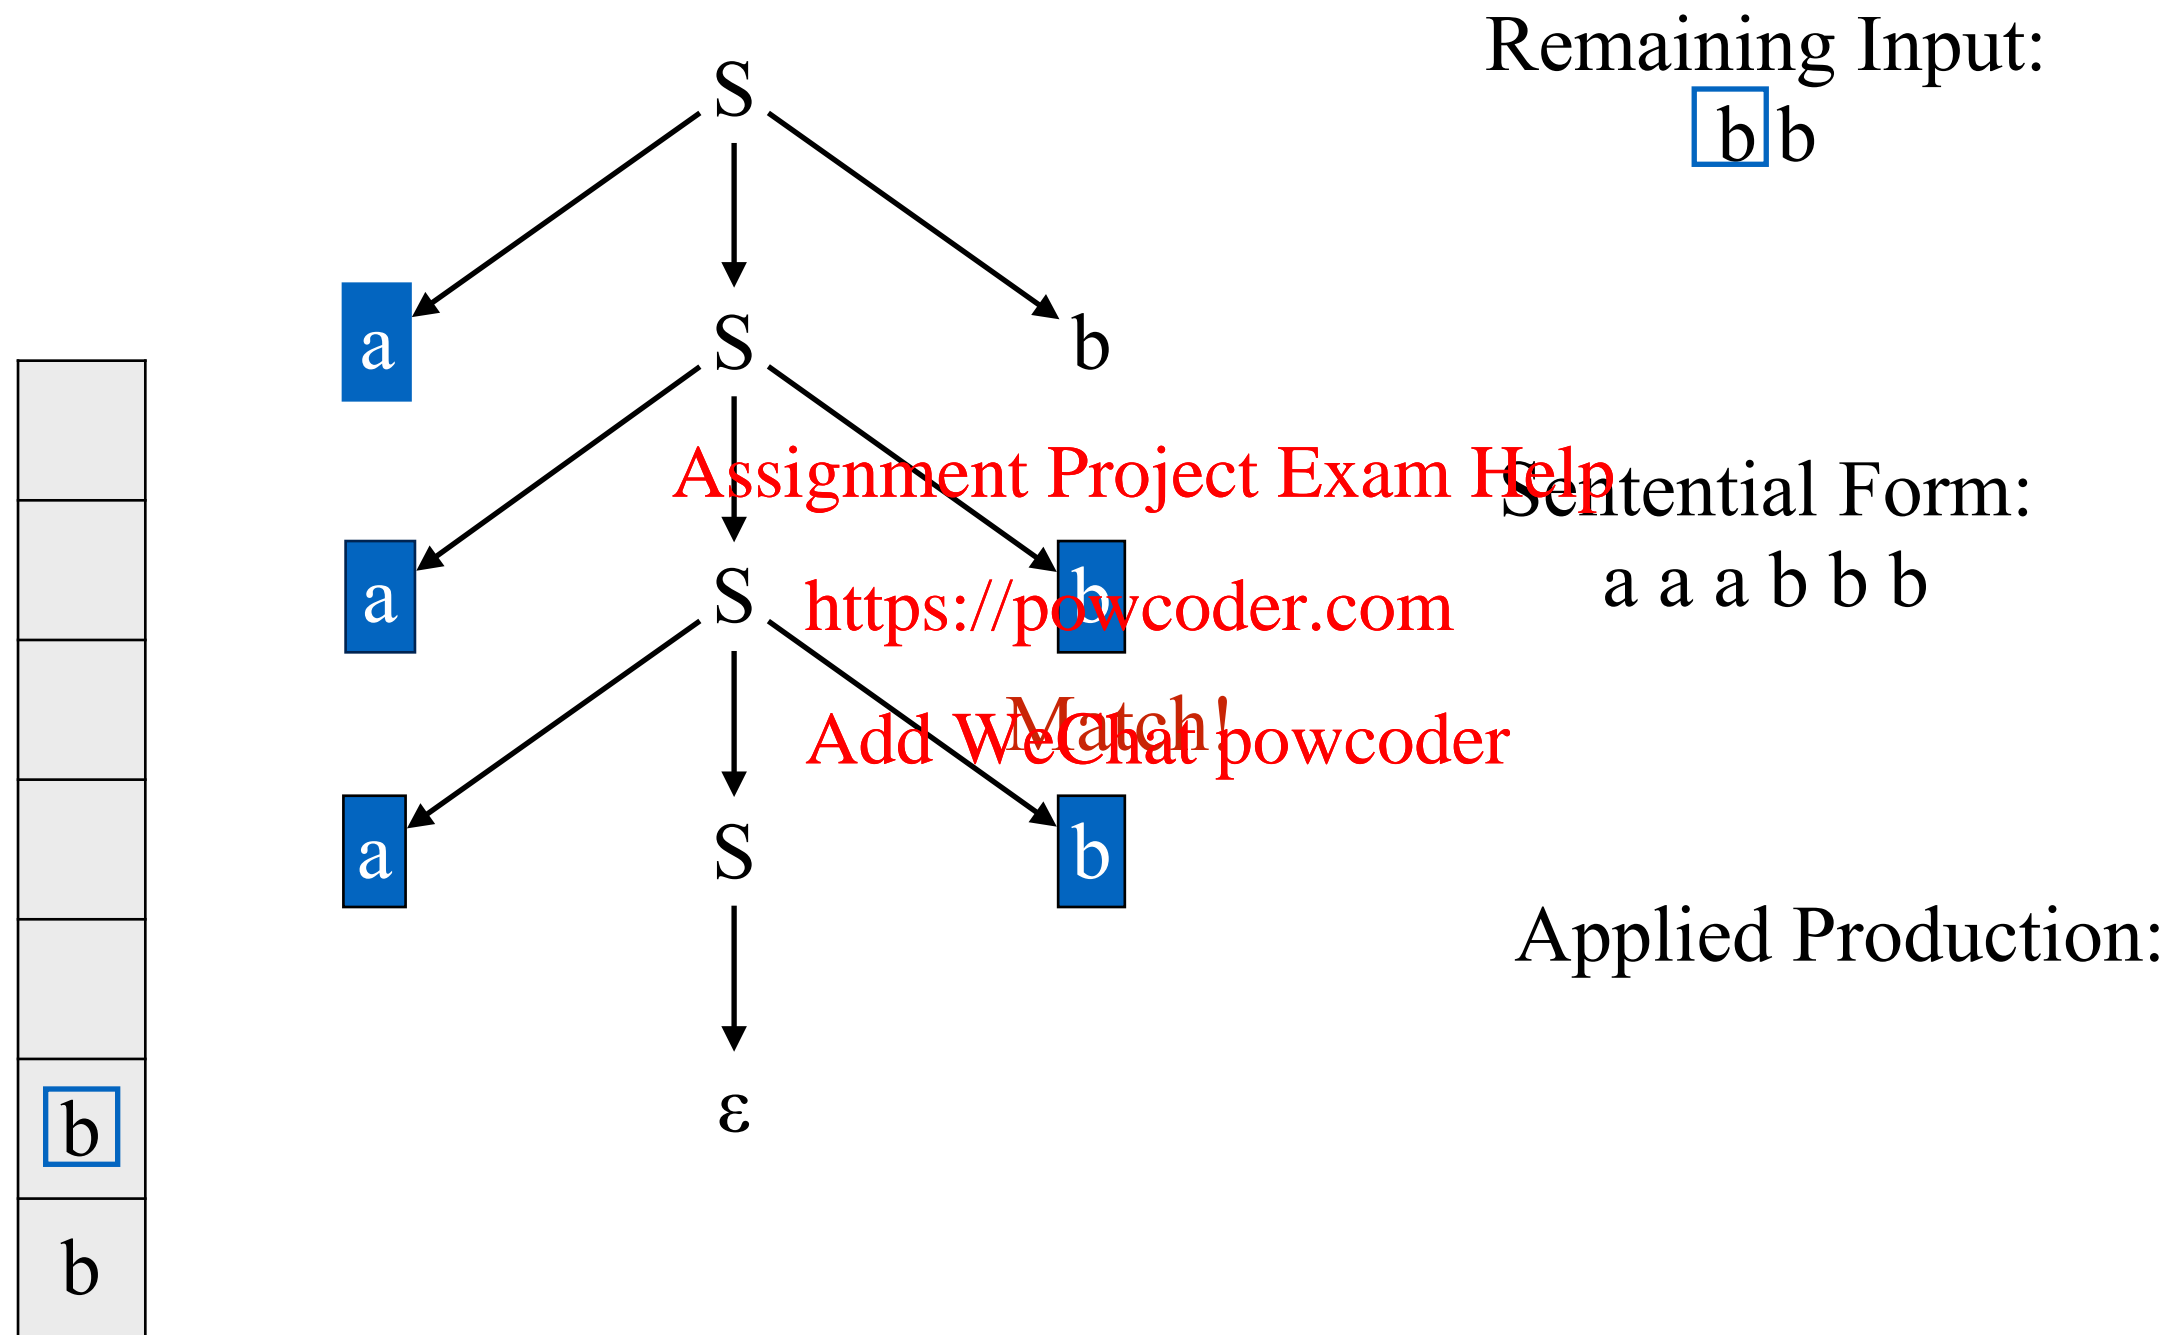 S
Remaining Input:
b b
a S b
Assignment Project Exam Help
Sentential Form:
a S b
https://powcoder.com
a a a b b b
Match!
Add WeChat powcoder
a S b
Applied Production:
ε
b
b